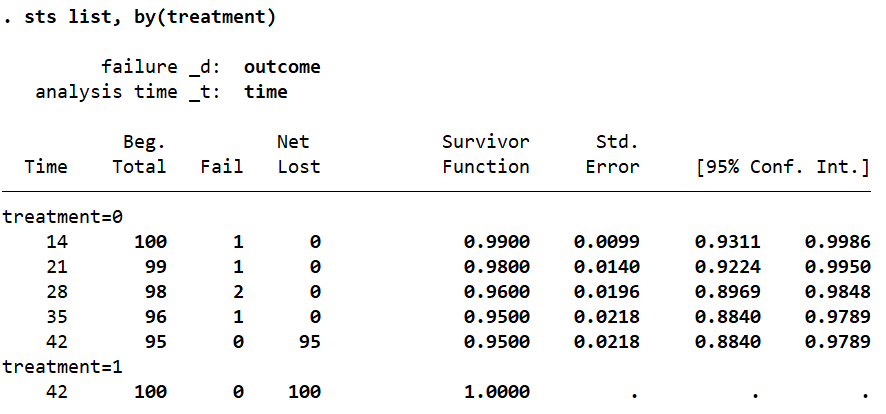 . sts list, by(treatment)
failure _d: outcome
analysis time _t: time
Beg. Net Survivor Std.
Time Total Fail Lost Function Error [95% Conf. Int.]
treatment=0
14 100 1 0 0.9900 0.0099 0.9311 0.9986
21 99 1 0 0.9800 0.0140 0.9224 0.9950
28 98 2 0 0.9600 0.0196 0.8969 0.9848
35 96 1 0 0.9500 0.0218 0.8840 0.9789
42 95 0 95 0.9500 0.0218 0.8840 0.9789
treatment=1
42 100 0 100 1.0000 . . .